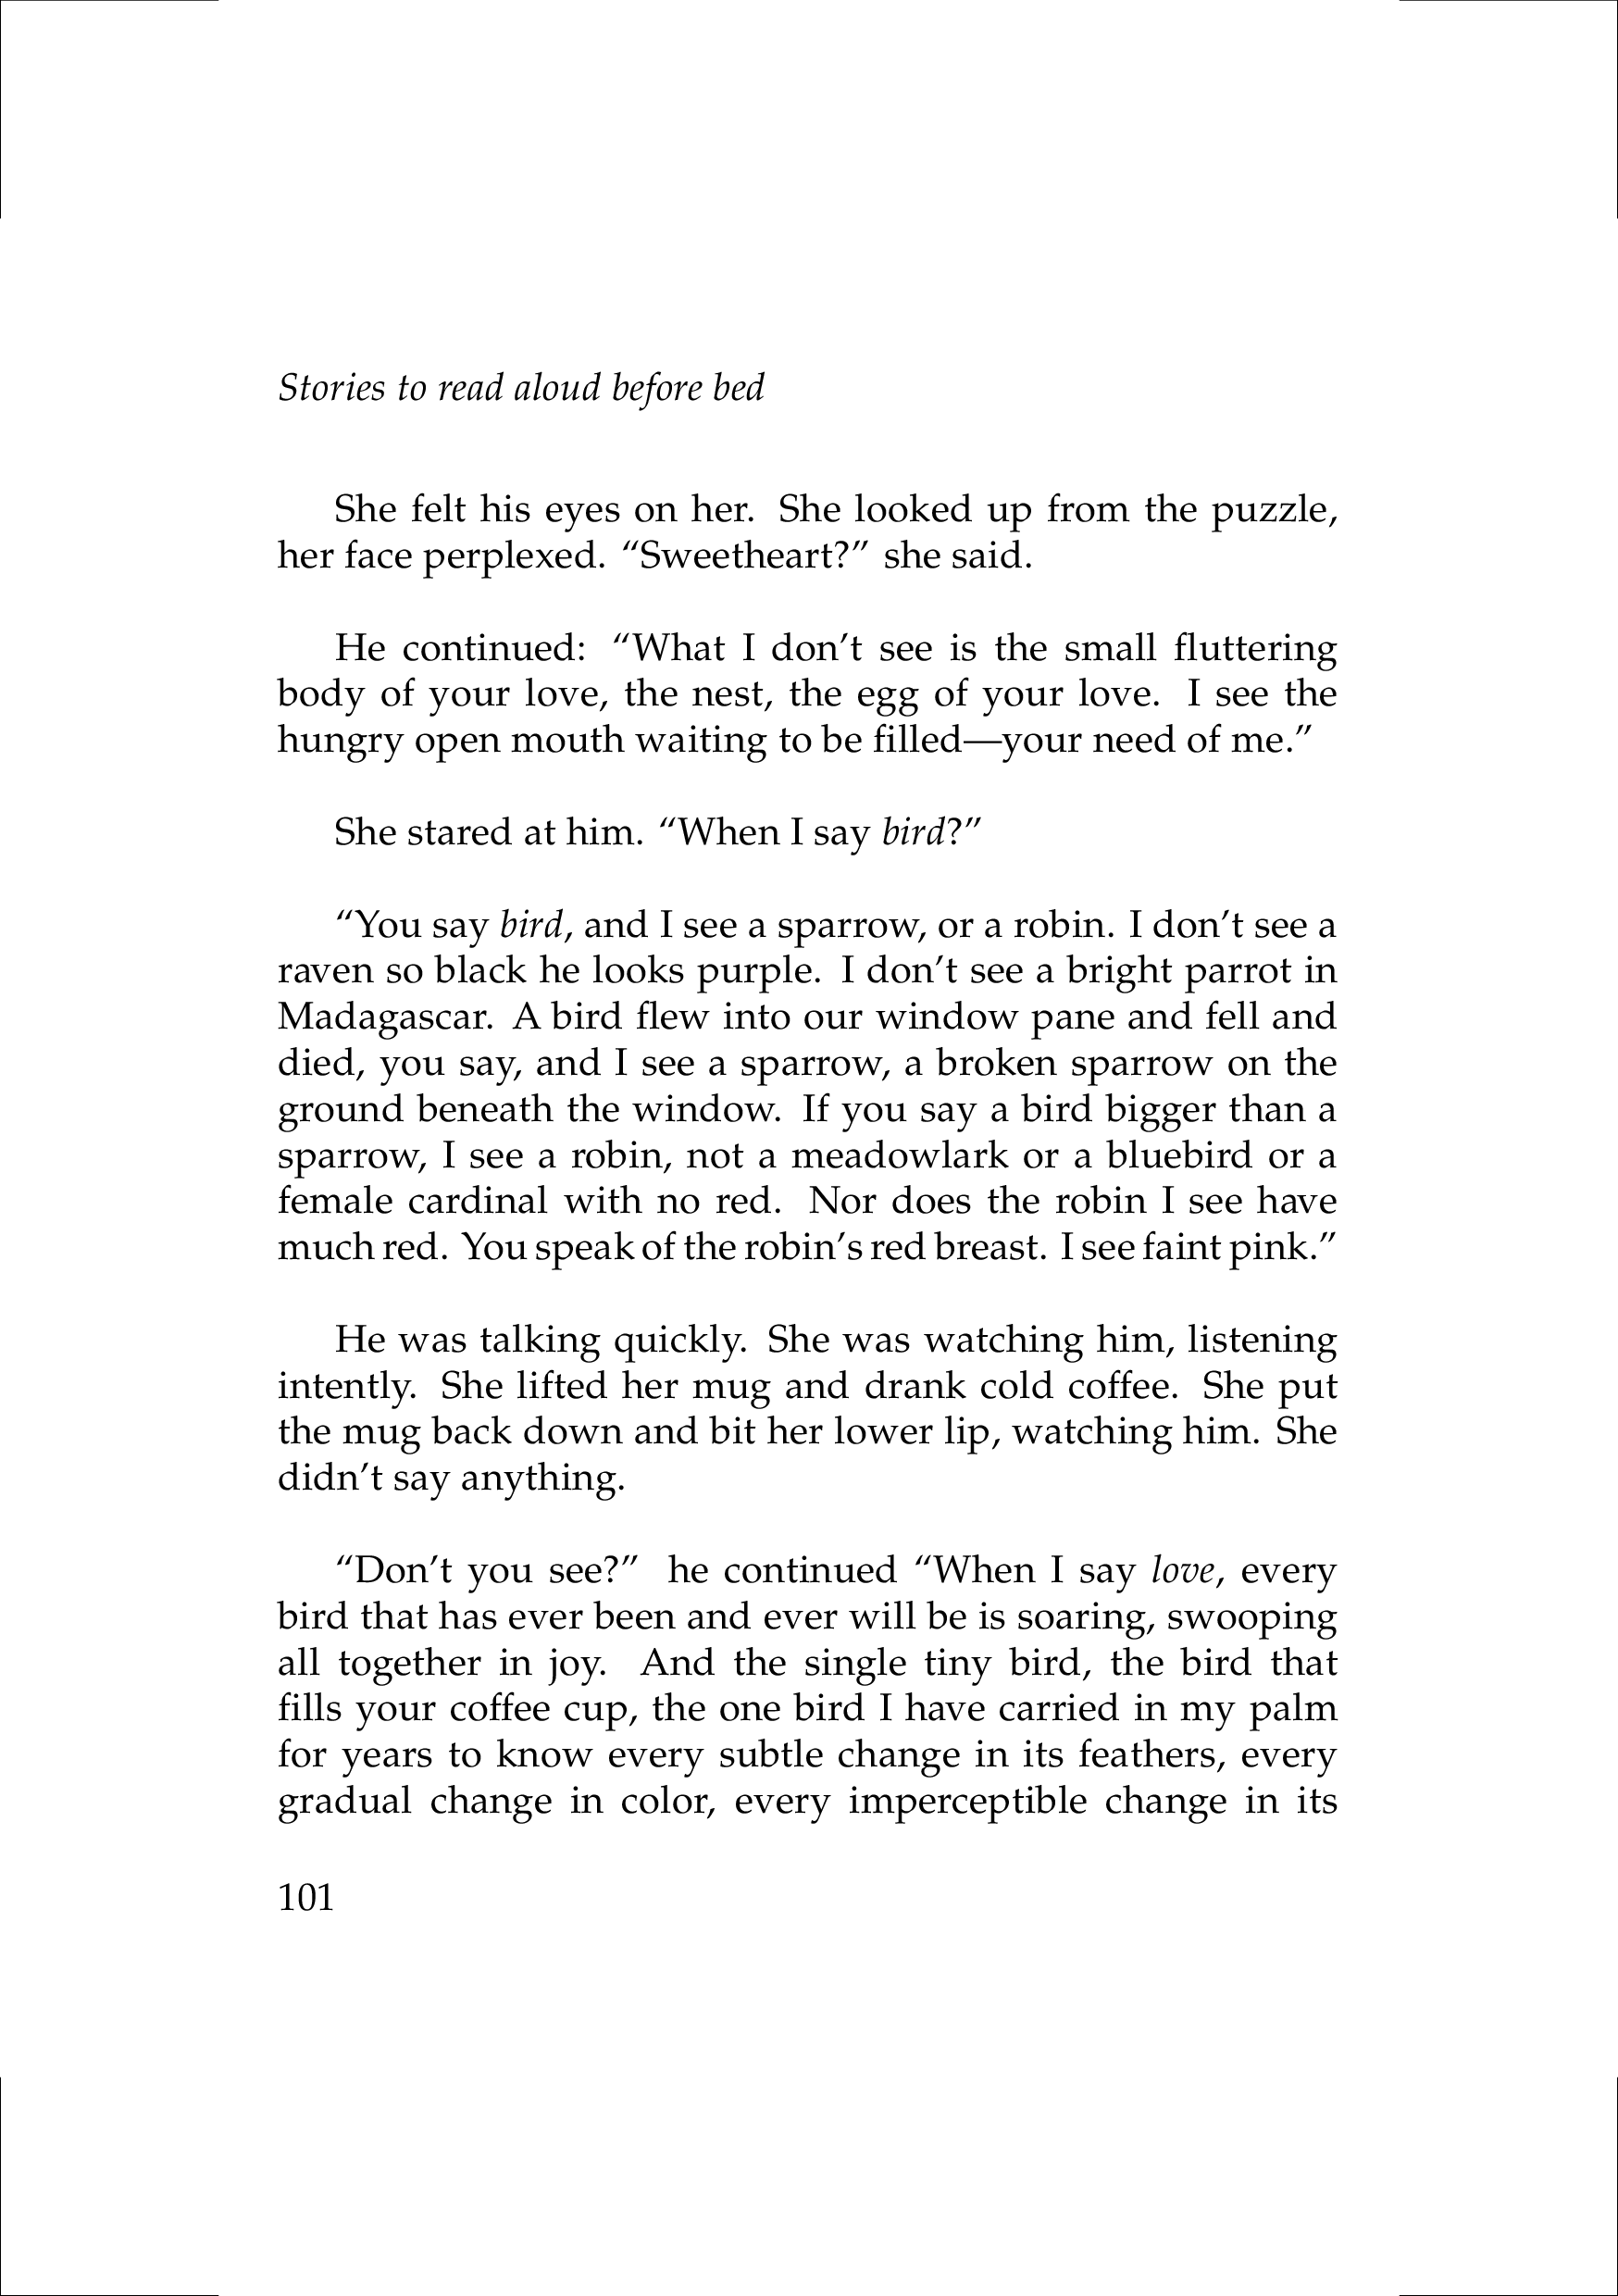 Stories to read aloud before bed
She felt his eyes on her. She looked up from the puzzle,
her face perplexed. “Sweetheart?” she said.
He continued: “What I don’t see is the small fluttering
body of your love, the nest, the egg of your love. I see the
hungry open mouth waiting to be filled—your need of me.”
She stared at him. “When I say bird?”
“You say bird, and I see a sparrow, or a robin. I don’t see a
raven so black he looks purple. I don’t see a bright parrot in
Madagascar. A bird flew into our window pane and fell and
died, you say, and I see a sparrow, a broken sparrow on the
ground beneath the window. If you say a bird bigger than a
sparrow, I see a robin, not a meadowlark or a bluebird or a
female cardinal with no red. Nor does the robin I see have
much red. You speak of the robin’s red breast. I see faint pink.”
He was talking quickly. She was watching him, listening
intently. She lifted her mug and drank cold coffee. She put
the mug back down and bit her lower lip, watching him. She
didn’t say anything.
“Don’t you see?” he continued “When I say love, every
bird that has ever been and ever will be is soaring, swooping
all together in joy. And the single tiny bird, the bird that
fills your coffee cup, the one bird I have carried in my palm
for years to know every subtle change in its feathers, every
gradual change in color, every imperceptible change in its
101